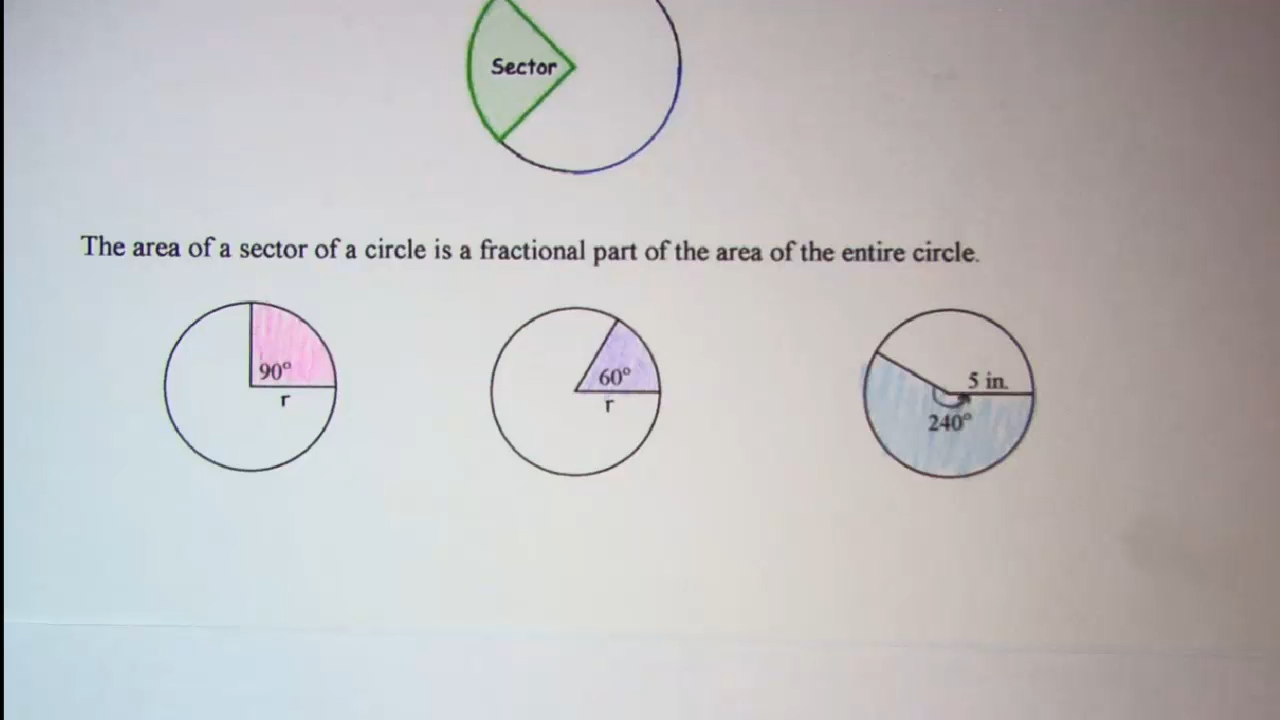 Sector
The area of a sector of a circle is a fractional part of the area of the entire circle.
90°
r
60°
r
5 in.
240°